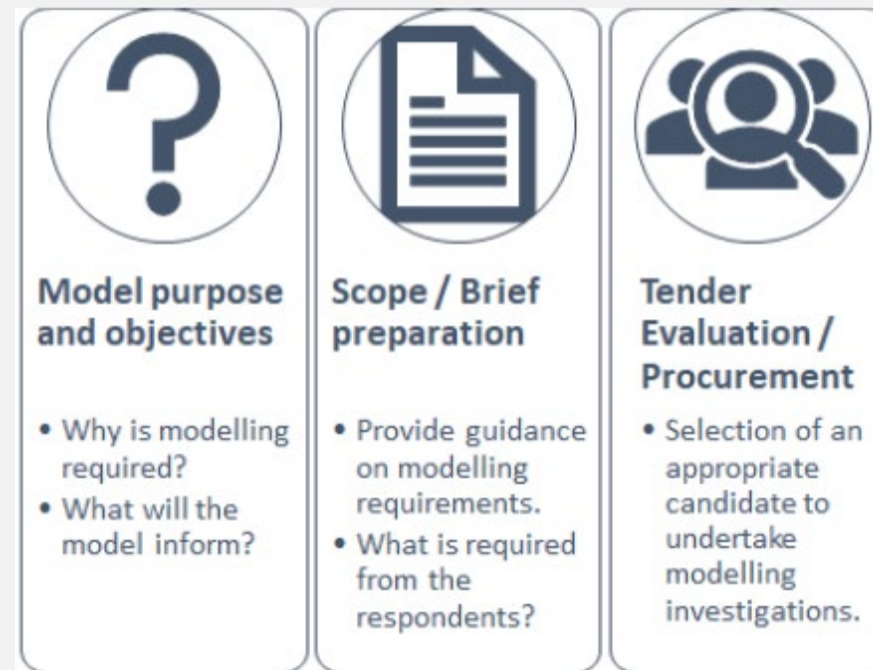 Model purpose
and objectives
• Why is modelling
required?
• What will the
model inform?
Scope / Brief
preparation
• Provide guidance
on modelling
requirements.
• What is required
from the
respondents?
Tender
Evaluation /
Procurement
• Selection of an
appropriate
candidate to
undertake
modelling
investigations.